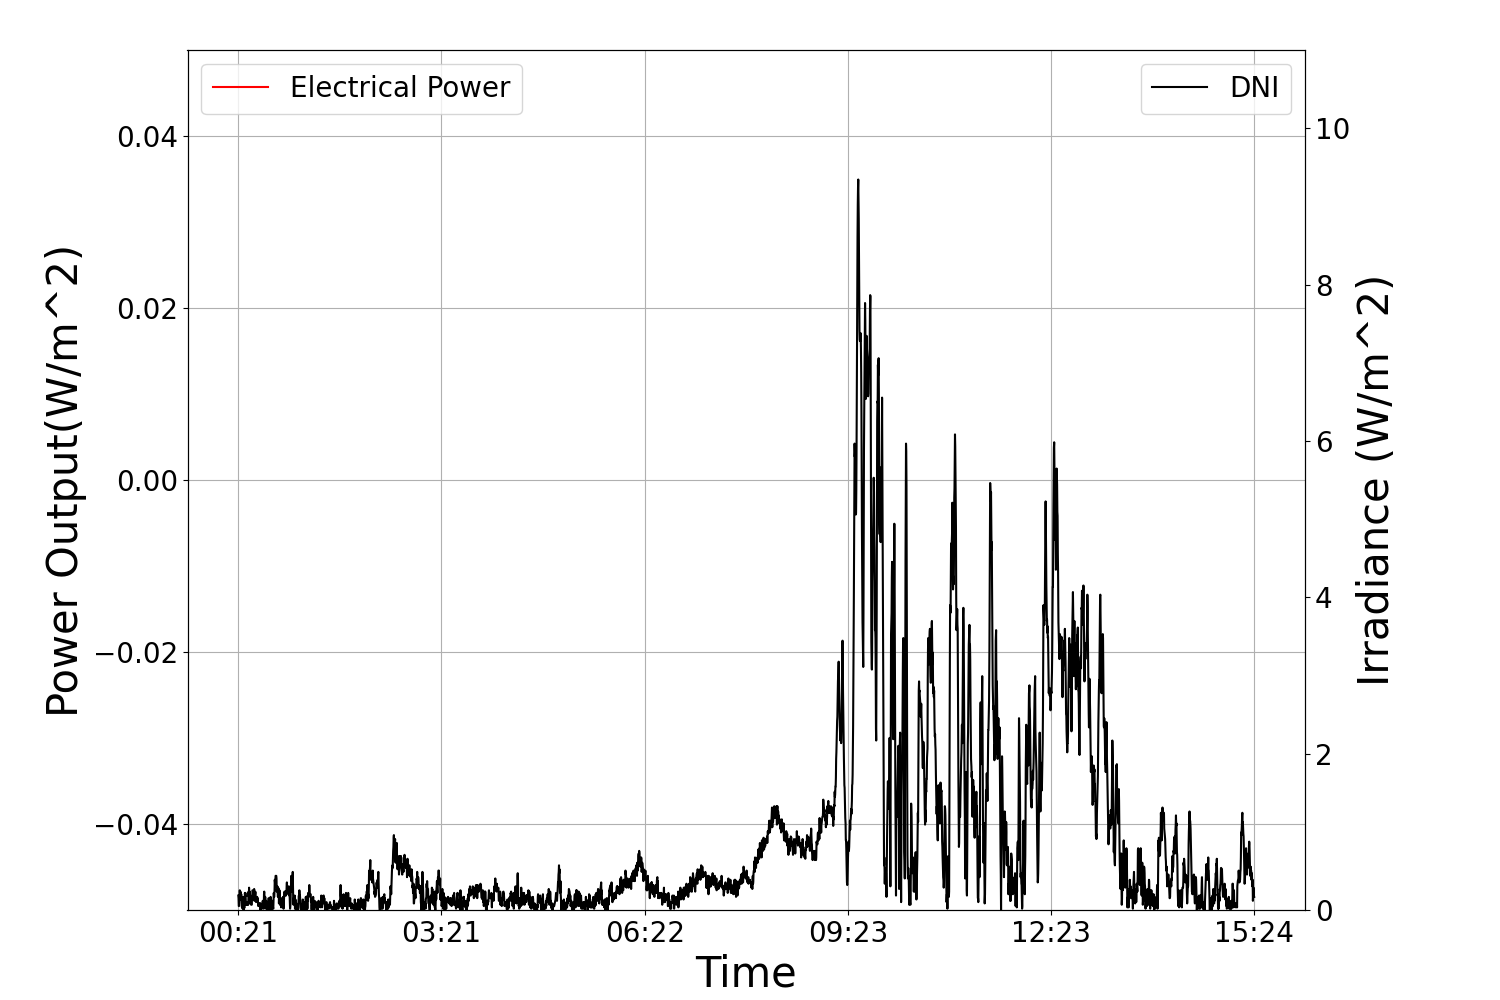 Electrical Power
DNI
0.04
0.02
0.00
−0.02
−0.04
10
8
6
4
2
0
Power Output(W/m^2)
Irradiance (W/m^2)
00:21 03:21 06:22 09:23 12:23 15:24
Time